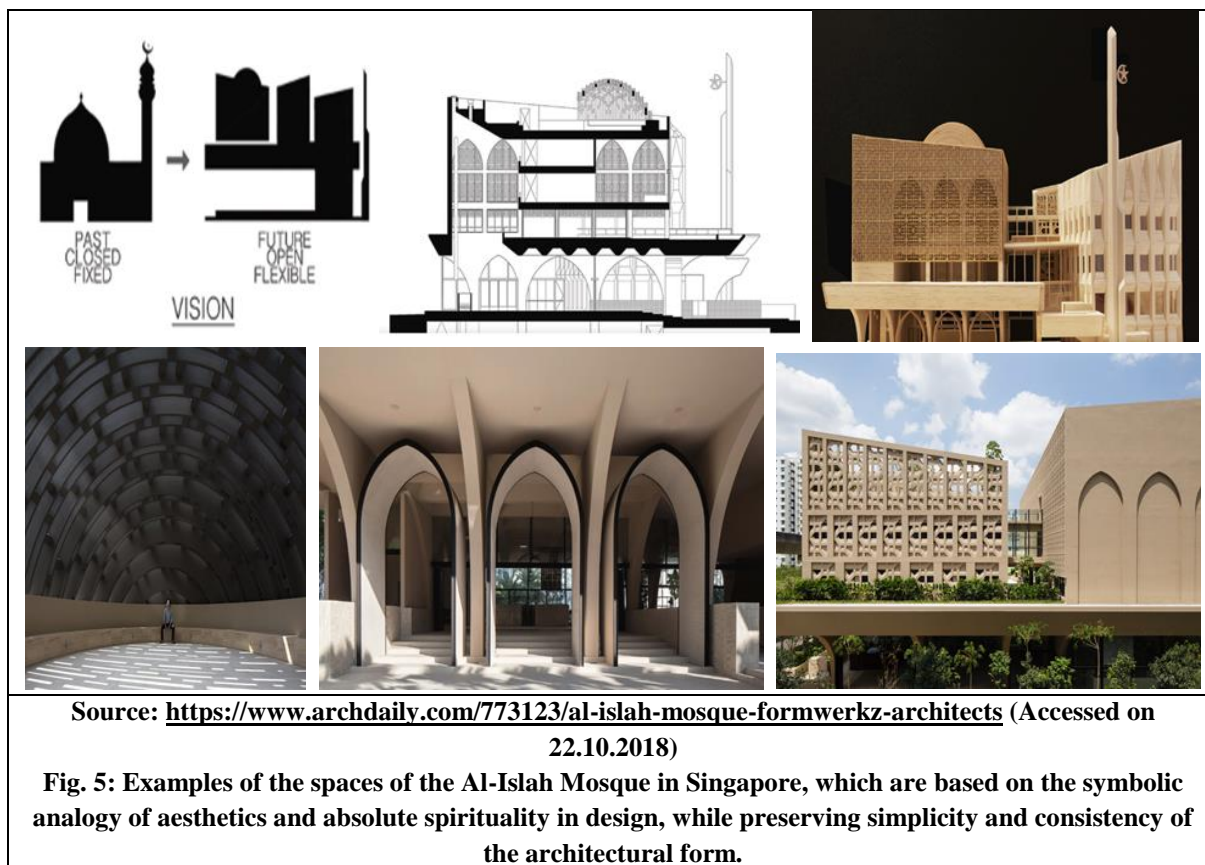 PAST
CLOSED
FIXED
FUTURE
OPEN
FLEXIBLE
VISION
Source: https://www.archdaily.com/773123/al-islah-mosque-formwerkz-architects (Accessed on
22.10.2018)
Fig. 5: Examples of the spaces of the Al-Islah Mosque in Singapore, which are based on the symbolic
analogy of aesthetics and absolute spirituality in design, while preserving simplicity and consistency of
the architectural form.